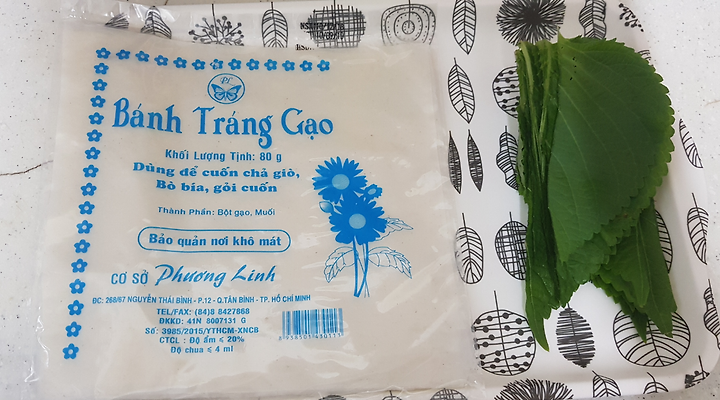 PL
Bánh Tráng Gạo
Khối Lượng Tịnh: 80 g
Dùng để cuốn chả giò,
Bò bía, gỏi cuốn
Thành Phần: Bột gạo, Muối
Bảo quản nơi khô mát
CƠ SỞ Phương Linh
ĐC: 268/67 NGUYỄN THÁI BÌNH - P.12 - Q.TÂN BÌNH - TP. HỒ CHÍ MINH
TEL/FAX: (84)8 8427868
ĐKKD: 41N 8007131 G
Số: 3985/2015/YTHCM-XNCB
CTCL : Độ ẩm ≤ 20%
Độ chua ≤ 4 ml